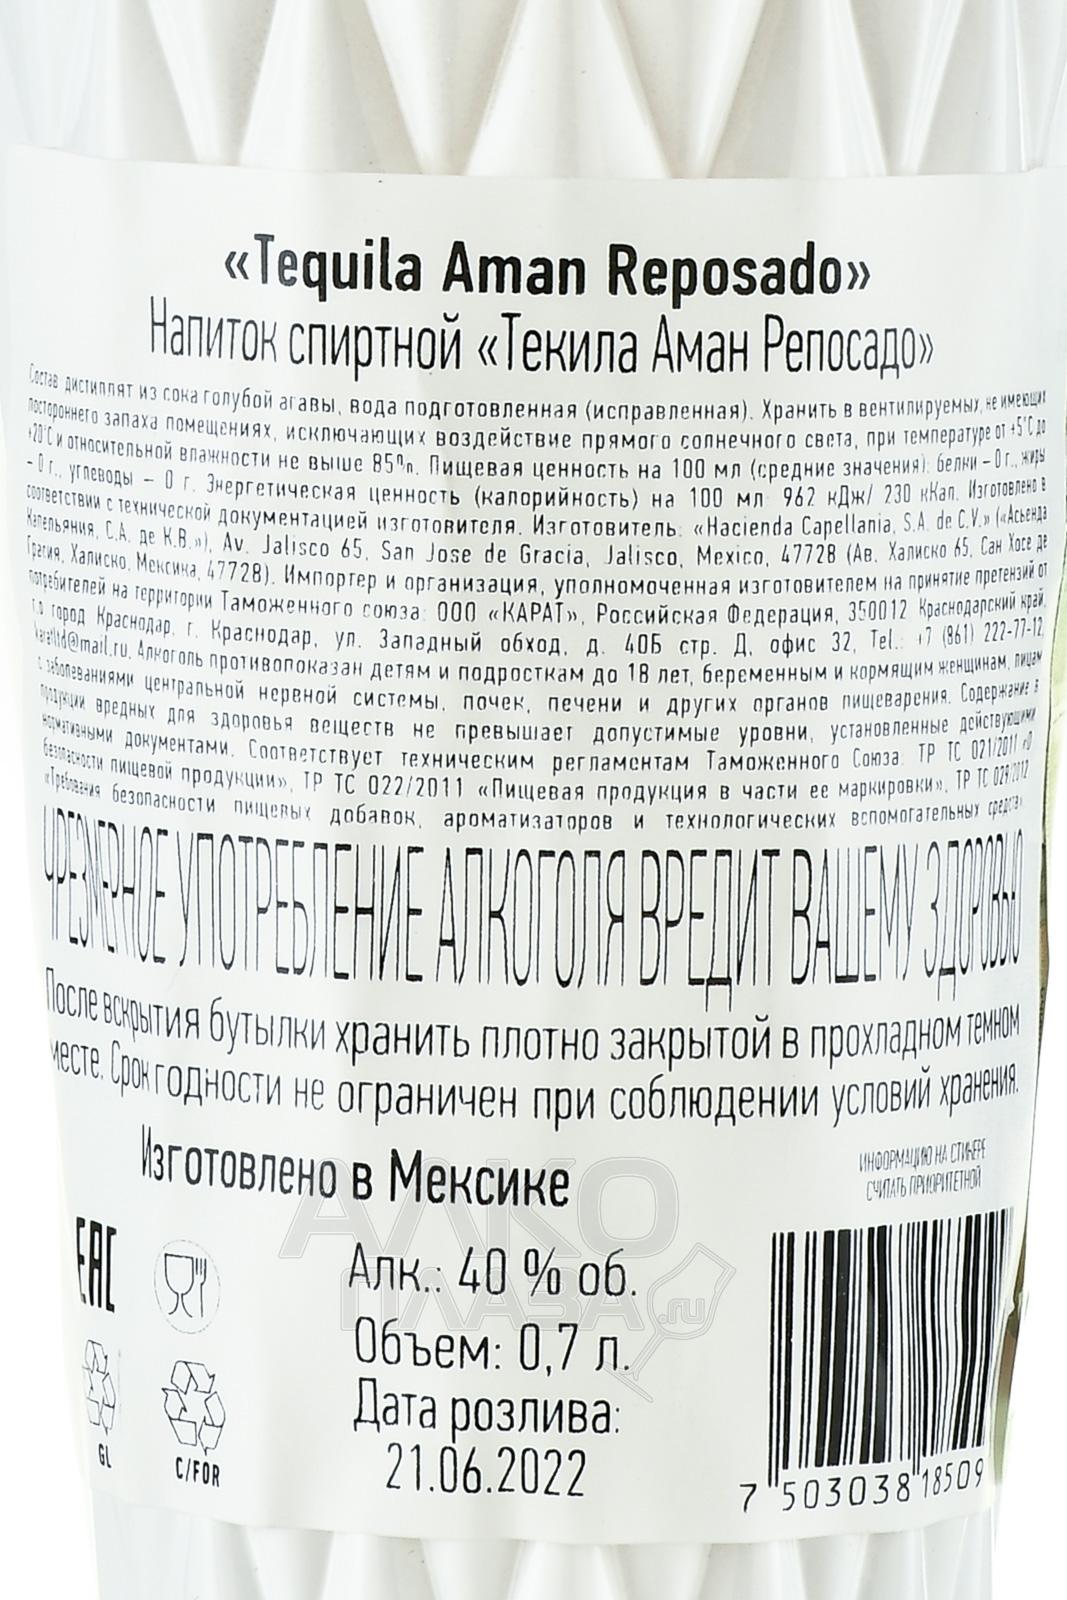 «Tequila Aman Reposado»
Напиток спиртной «Текила Аман Репосадо»
Состав дистиллят из сока голубой агавы, вода подготовленная (исправленная). Хранить в вентилируемых, не имеющих
постороннего запаха помещениях, исключающих воздействие прямого солнечного света, при температуре от +5°С до
+20°С и относительной влажности не выше 85%. Пищевая ценность на 100 мл (средние значения): белки – 0 г., жиры
– 0 г., углеводы – 0 г. Энергетическая ценность (калорийность) на 100 мл 962 кДж/ 230 кКал. Изготовлено в
соответствии с технической документацией изготовителя. Изготовитель: «Hacienda Capellania, S.A. de C.V.» («Асьенда
Капельяния, С.А. де К.В.»), Av. Jalisco 65, San Jose de Gracia, Jalisco, Mexico, 47728 (Ав. Халиско 65, Сан Хосе де
Грасия, Халиско, Мексика, 47728). Импортер и организация, уполномоченная изготовителем на принятие претензий от
потребителей на территории Таможенного союза: ООО «КАРАТ», Российская Федерация, 350012 Краснодарский край,
г.о город Краснодар, г. Краснодар, ул. Западный обход, д. 40Б стр. Д, офис 32, Tel.: +7 (861) 222-77-12,
karatltd@mail.ru. Алкоголь противопоказан детям и подросткам до 18 лет, беременным и кормящим женщинам, лицам
с заболеваниями центральной нервной системы, почек, печени и других органов пищеварения. Содержание в
продукции вредных для здоровья веществ не превышает допустимые уровни, установленные действующими
нормативными документами. Соответствует техническим регламентам Таможенного Союза: ТР ТС 021/2011 «О
безопасности пищевой продукции», ТР ТС 022/2011 «Пищевая продукция в части ее маркировки», ТР ТС 029/2012
«Требования безопасности пищевых добавок, ароматизаторов и технологических вспомогательных средств»
ЧРЕЗМЕРНОЕ УПОТРЕБЛЕНИЕ АЛКОГОЛЯ ВРЕДИТ ВАШЕМУ ЗДОРОВЬЮ
После вскрытия бутылки хранить плотно закрытой в прохладном темном
месте. Срок годности не ограничен при соблюдении условий хранения.
Изготовлено в Мексике
ИНФОРМАЦИЮ НА СТИКЕРЕ
СЧИТАТЬ ПРИОРИТЕТНОЙ
EAC
Алк.: 40 % об.
Объем: 0,7 л.
Дата розлива:
21.06.2022
GL
C/FOR
7 503038 18509
АЛКО
ПЛАЗА.ru